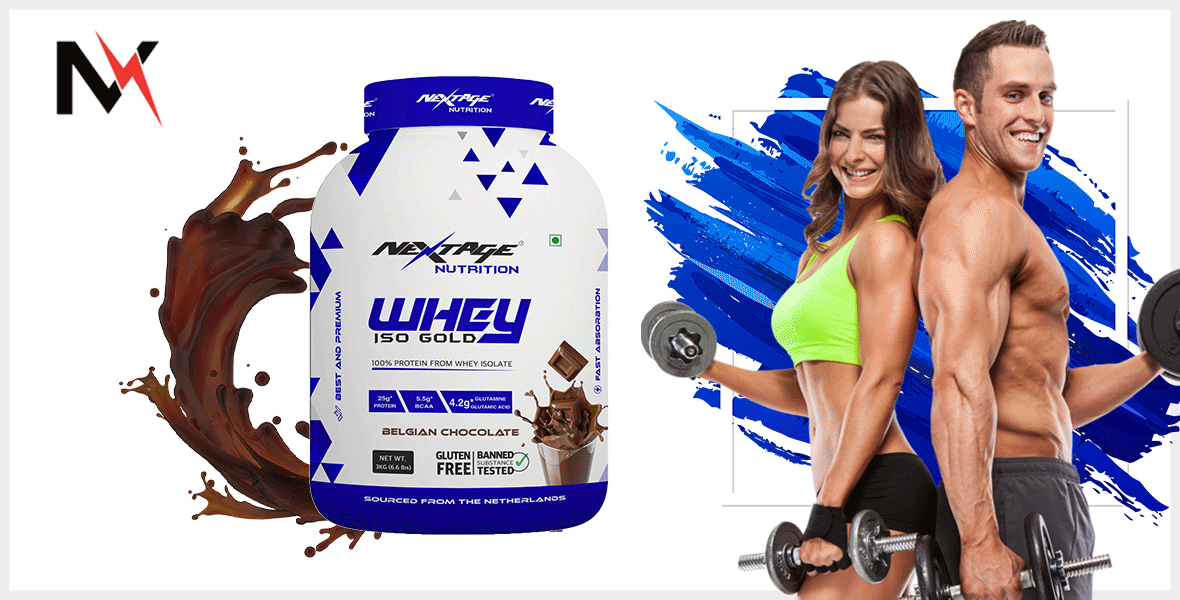 NEXTAGE
NUTRITION
NEXTAGE®
NUTRITION
WHEY
ISO GOLD
100% PROTEIN FROM WHEY ISOLATE
25g* PROTEIN
5.5g* BCAA
4.2g* GLUTAMINE GLUTAMIC ACID
BELGIAN CHOCOLATE
NET WT.
3KG (6.6 lbs)
GLUTEN FREE
BANNED SUBSTANCE TESTED
SOURCED FROM THE NETHERLANDS
BEST AND PREMIUM
FAST ABSORBTION